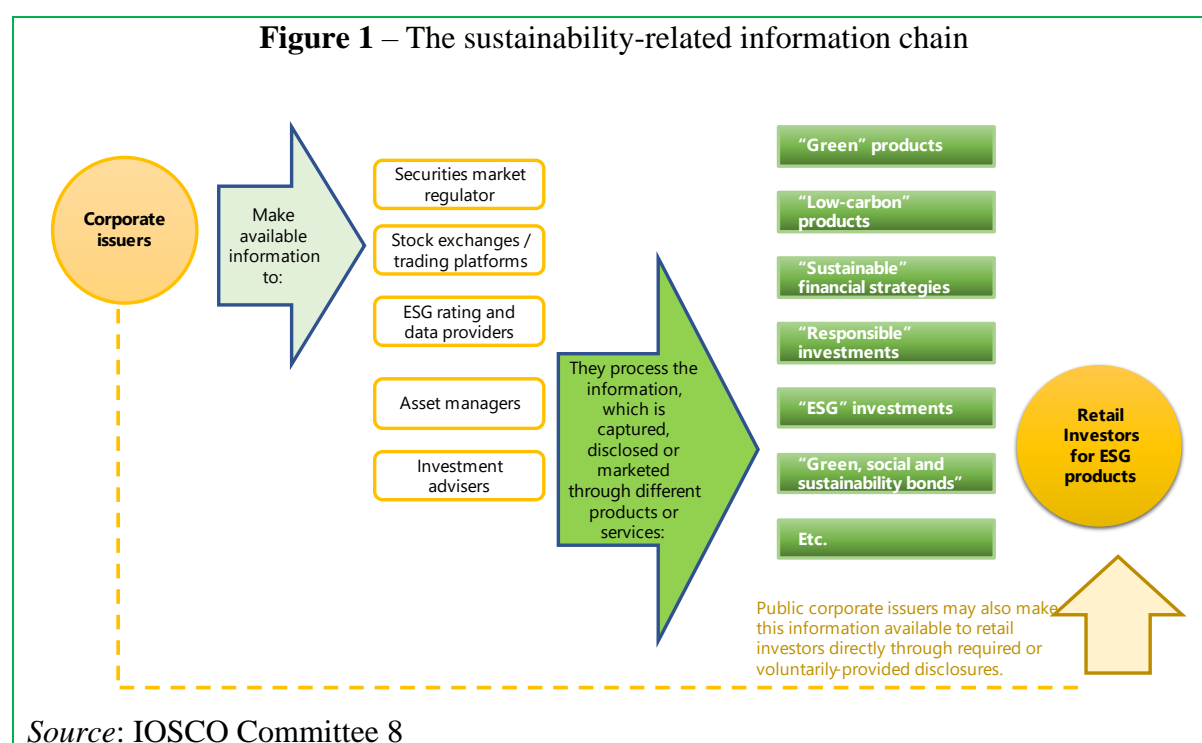 Figure 1 – The sustainability-related information chain
Corporate
issuers
Make
available
information
to:
Securities market
regulator
Stock exchanges /
trading platforms
ESG rating and
data providers
Asset managers
Investment
advisers
They process the
information,
which is
captured,
disclosed or
marketed
through different
products or
services:
“Green” products
“Low-carbon”
products
“Sustainable”
financial strategies
“Responsible”
investments
“ESG” investments
“Green, social and
sustainability bonds”
Etc.
Retail
Investors
for ESG
products
Public corporate issuers may also make
this information available to retail
investors directly through required or
voluntarily-provided disclosures.
Source: IOSCO Committee 8